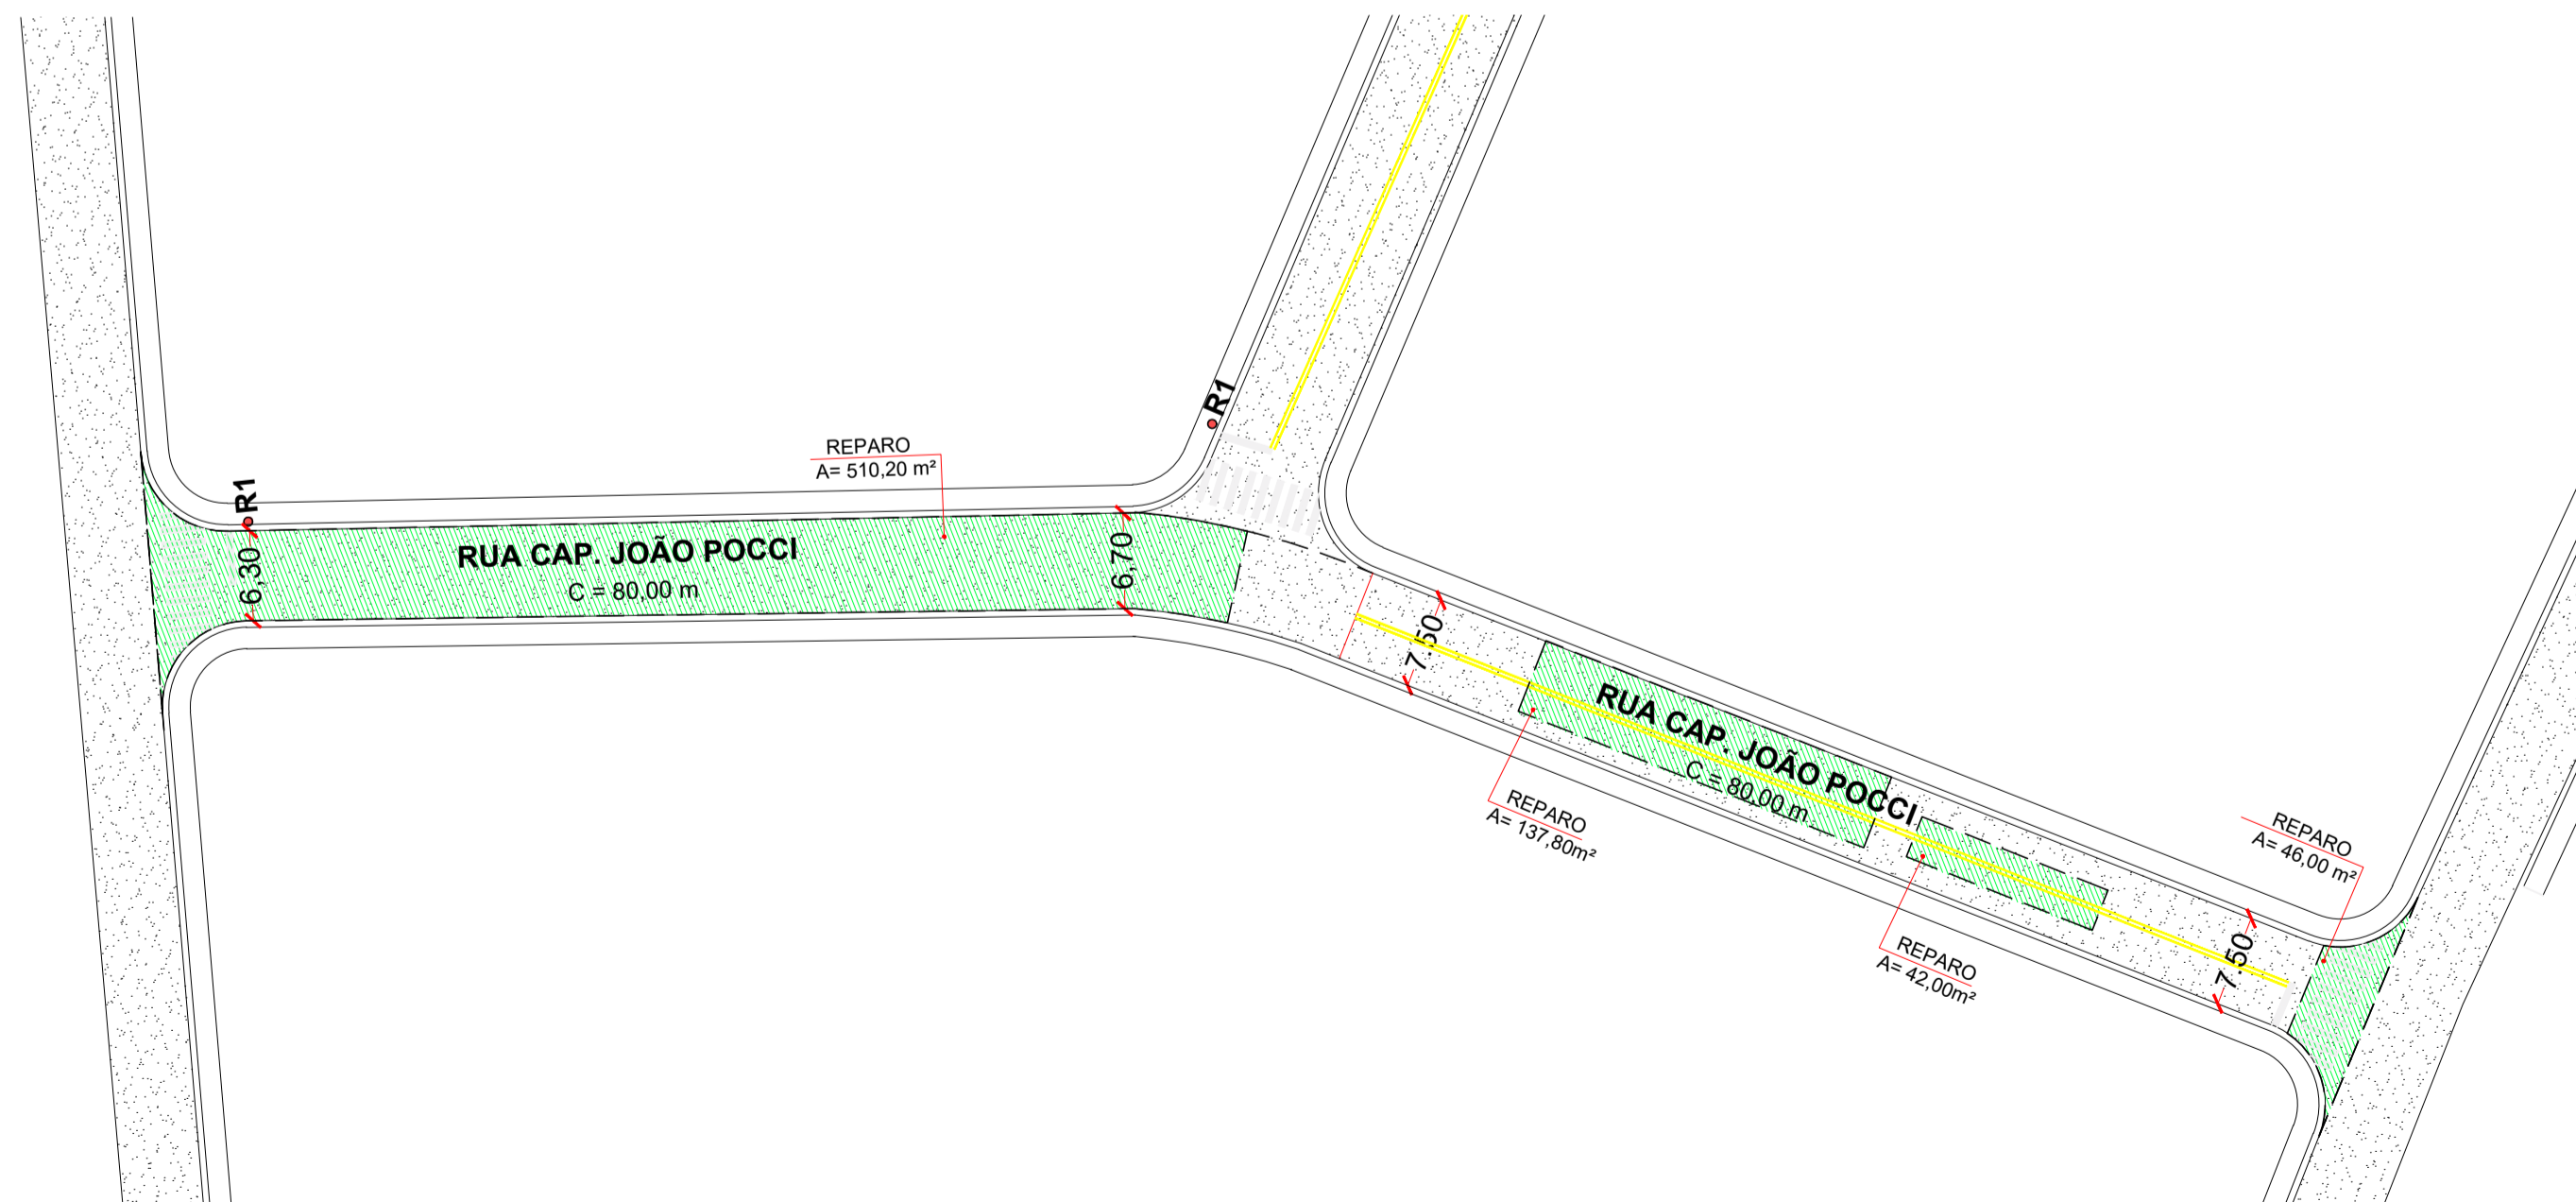 R1
REPARO
A= 510,20 m²
R1
RUA CAP. JOÃO POCCI
C = 80,00 m
6,30
6,70
7.50
RUA CAP. JOÃO POCCI
C = 80,00 m
REPARO
A= 137,80m²
REPARO
A= 42,00m²
REPARO
A= 46,00 m²
7.50